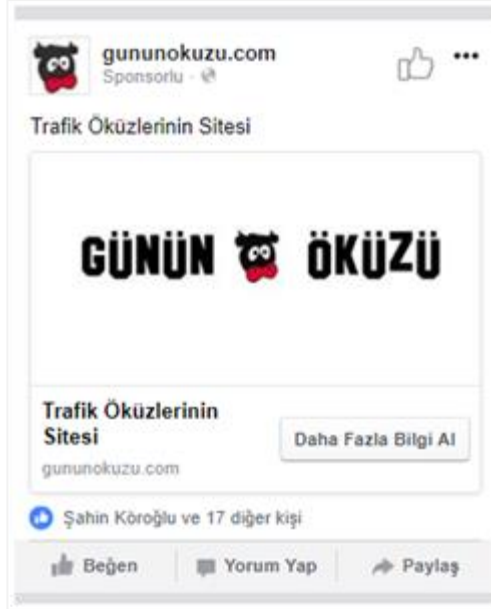 gununokuzu.com
Sponsorlu ·
Trafik Öküzlerinin Sitesi
GÜNÜN ÖKÜZÜ
Trafik Öküzlerinin
Sitesi
Daha Fazla Bilgi Al
gununokuzu.com
Şahin Köroğlu ve 17 diğer kişi
Beğen Yorum Yap Paylaş